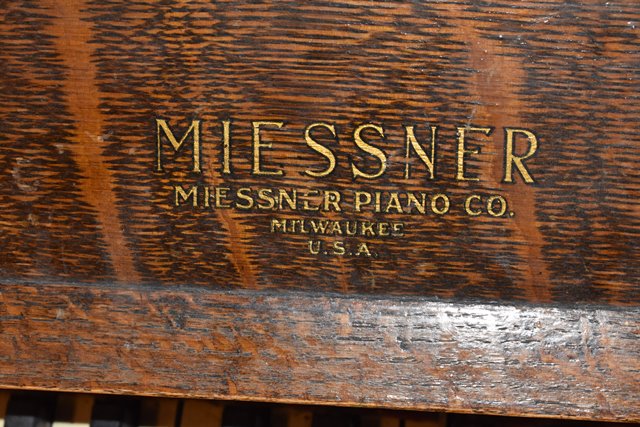 MIESSNER
MIESSNER PIANO CO.
MILWAUKEE
U.S.A.